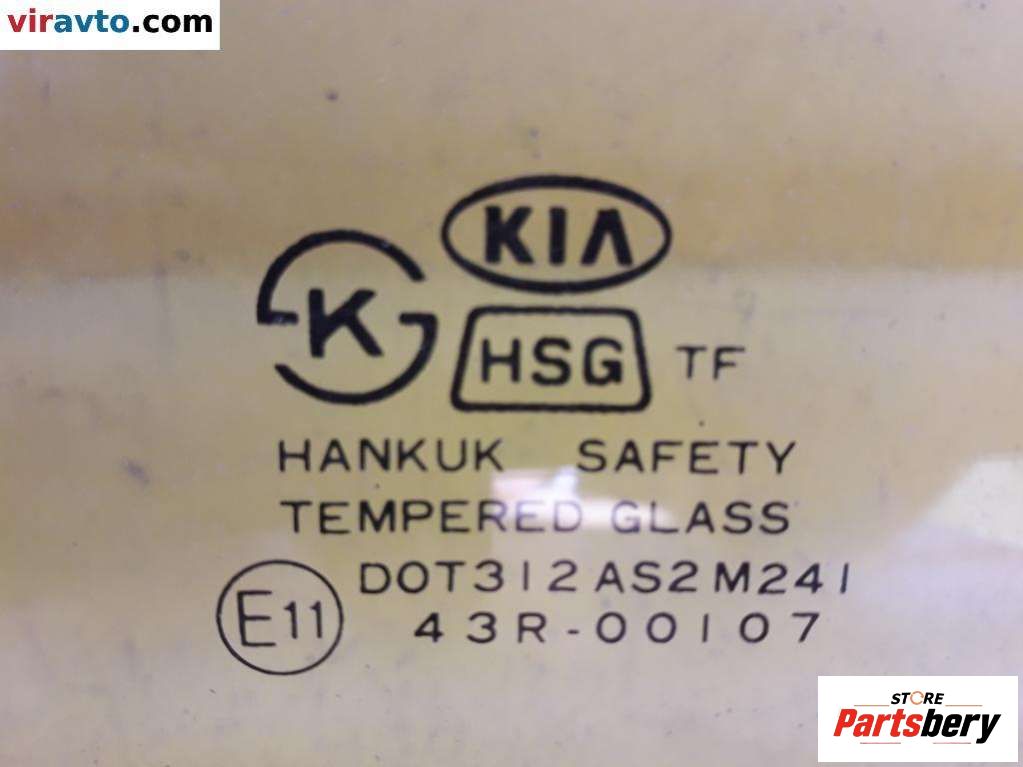 viravto.com
KIA
K
HSG TF
HANKUK SAFETY
TEMPERED GLASS
DOT312AS2M241
E11 43R-00107
STORE
Partsbery